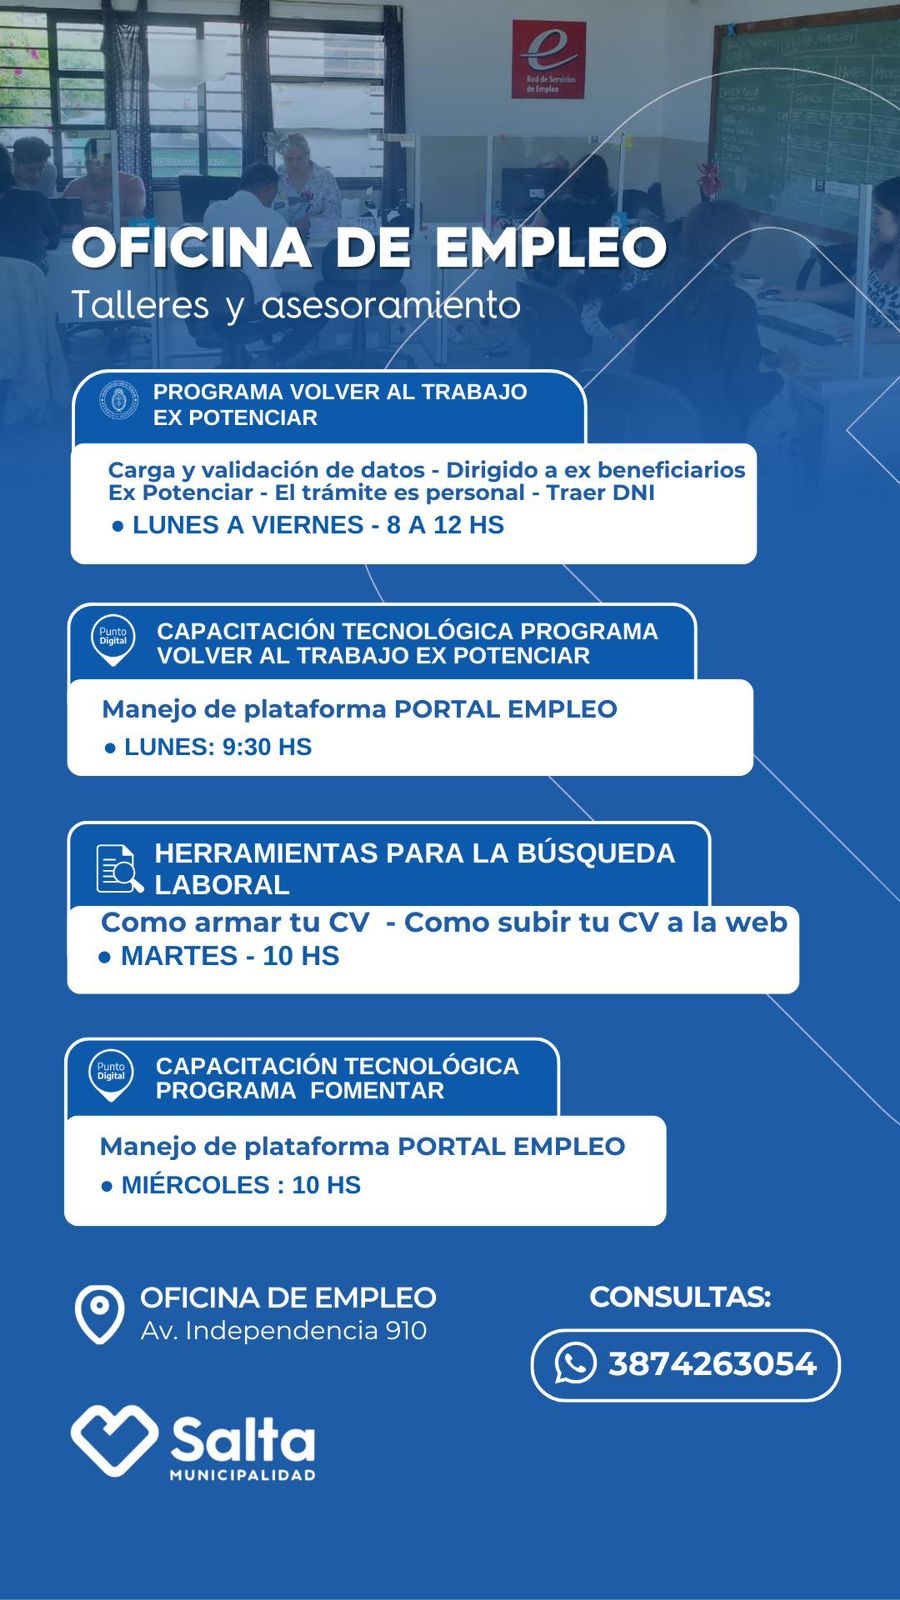 Red de Servicios
de Empleo
OFICINA DE EMPLEO
Talleres y asesoramiento
PROGRAMA VOLVER AL TRABAJO
EX POTENCIAR
Carga y validación de datos - Dirigido a ex beneficiarios
Ex Potenciar - El trámite es personal - Traer DNI
● LUNES A VIERNES - 8 A 12 HS
Punto
Digital
CAPACITACIÓN TECNOLÓGICA PROGRAMA
VOLVER AL TRABAJO EX POTENCIAR
Manejo de plataforma PORTAL EMPLEO
● LUNES: 9:30 HS
HERRAMIENTAS PARA LA BÚSQUEDA
LABORAL
Como armar tu CV  - Como subir tu CV a la web
● MARTES - 10 HS
Punto
Digital
CAPACITACIÓN TECNOLÓGICA
PROGRAMA  FOMENTAR
Manejo de plataforma PORTAL EMPLEO
● MIÉRCOLES : 10 HS
OFICINA DE EMPLEO
Av. Independencia 910
CONSULTAS:
3874263054
Salta
MUNICIPALIDAD